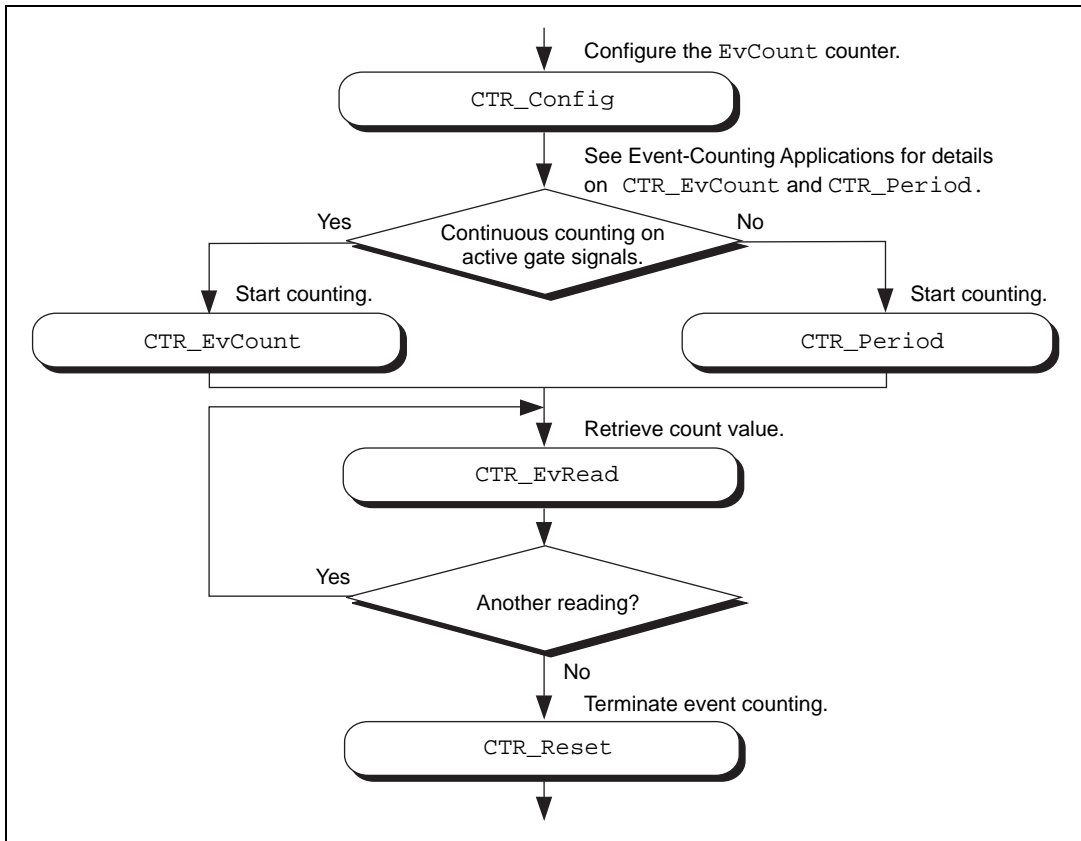 Configure the EvCount counter.
CTR_Config
See Event-Counting Applications for details
on CTR_EvCount and CTR_Period.
Yes
No
Continuous counting on
active gate signals.
Start counting.
Start counting.
CTR_EvCount
CTR_Period
Retrieve count value.
CTR_EvRead
Yes
Another reading?
No
Terminate event counting.
CTR_Reset